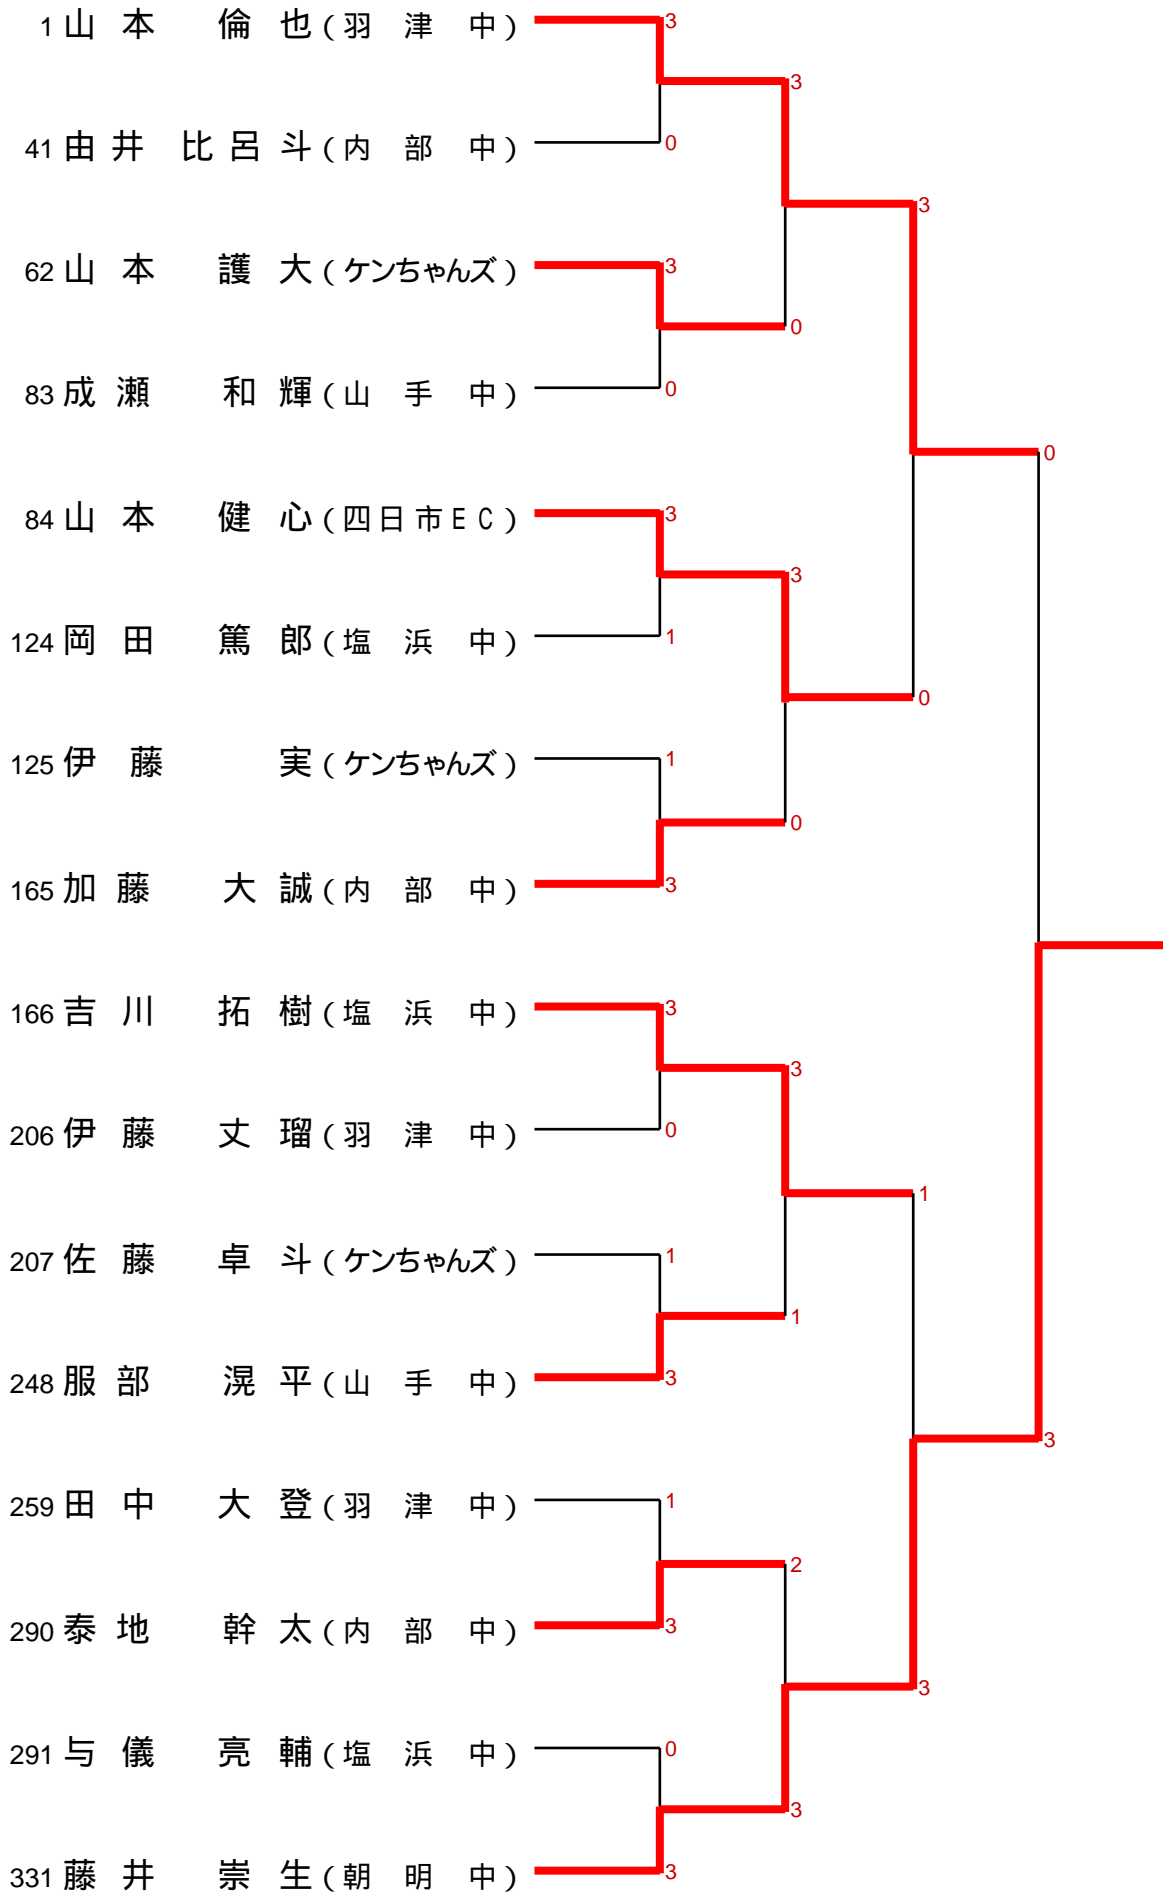 1 山本 倫也 (羽津中) 3
3
41 由井 比呂斗 (内部中) 0
3
62 山本 護大 (ケンちゃんズ) 3
0
83 成瀬 和輝 (山手中) 0
0
84 山本 健心 (四日市EC) 3
3
124 岡田 篤郎 (塩浜中) 1
0
125 伊藤 実 (ケンちゃんズ) 1
0
165 加藤 大誠 (内部中) 3
166 吉川 拓樹 (塩浜中) 3
3
206 伊藤 丈瑠 (羽津中) 0
1
207 佐藤 卓斗 (ケンちゃんズ) 1
1
248 服部 滉平 (山手中) 3
3
259 田中 大登 (羽津中) 1
2
290 泰地 幹太 (内部中) 3
3
291 与儀 亮輔 (塩浜中) 0
3
331 藤井 崇生 (朝明中) 3